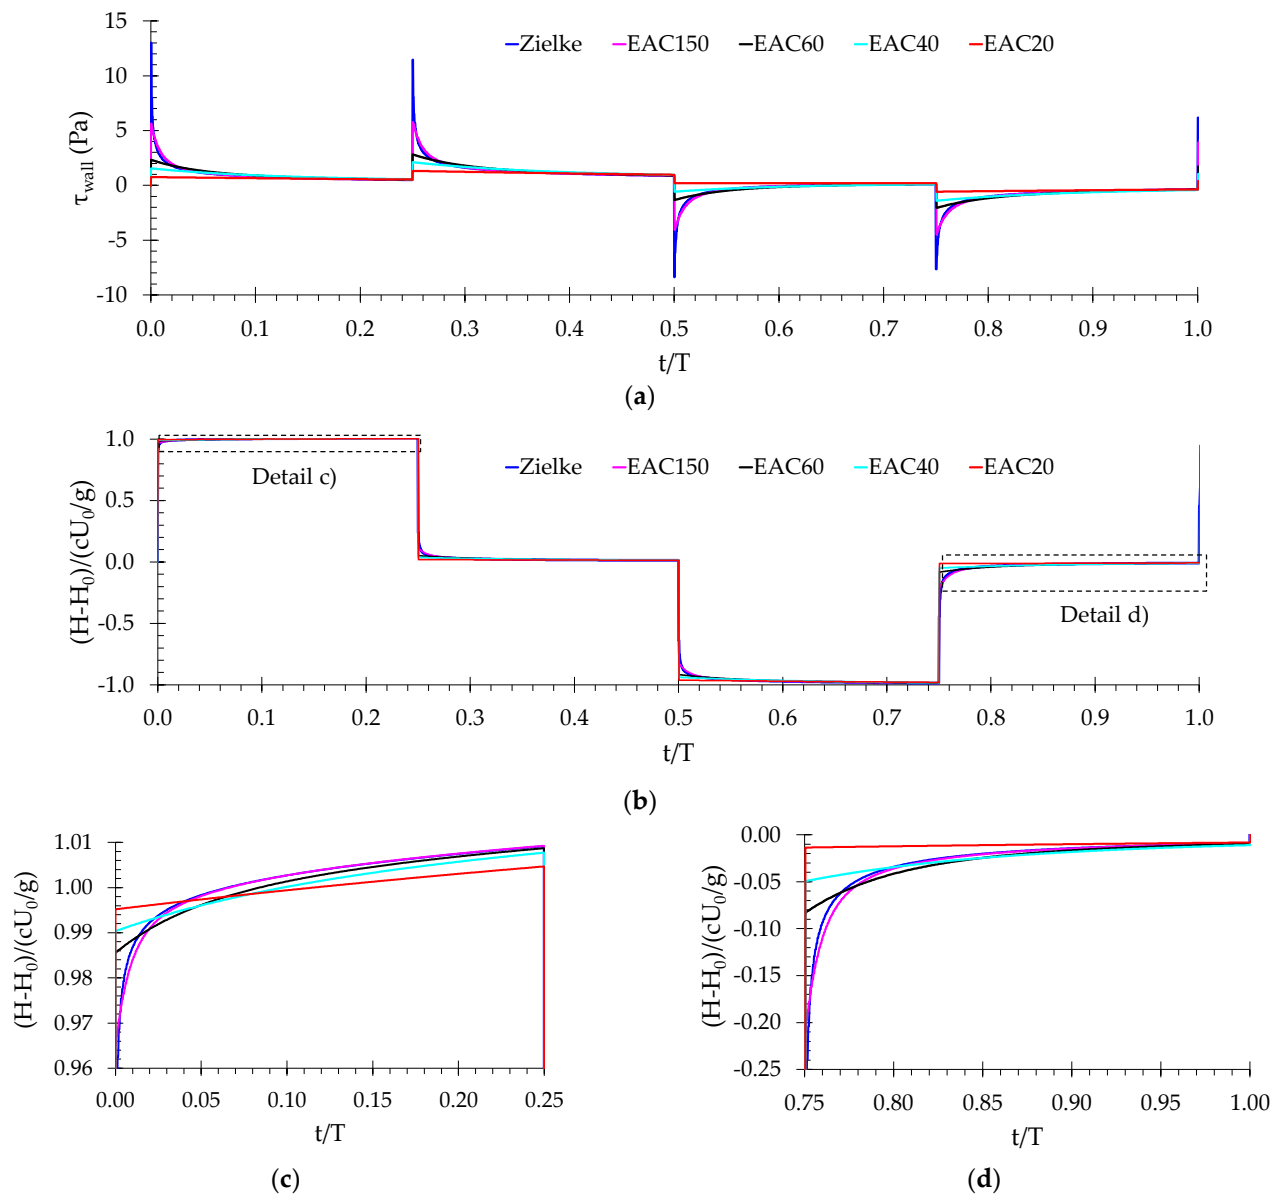 15
10
5
0
-5
-10
τwall (Pa)
Zielke EAC150 EAC60 EAC40 EAC20
0.0 0.1 0.2 0.3 0.4 0.5 0.6 0.7 0.8 0.9 1.0
t/T
(a)
1.0
0.5
0.0
-0.5
-1.0
(H-H0)/(cU0/g)
Zielke EAC150 EAC60 EAC40 EAC20
Detail c)
Detail d)
0.0 0.1 0.2 0.3 0.4 0.5 0.6 0.7 0.8 0.9 1.0
t/T
(b)
1.01
1.00
0.99
0.98
0.97
0.96
(H-H0)/(cU0/g)
0.00 0.05 0.10 0.15 0.20 0.25
t/T
(c)
0.00
-0.05
-0.10
-0.15
-0.20
-0.25
(H-H0)/(cU0/g)
0.75 0.80 0.85 0.90 0.95 1.00
t/T
(d)